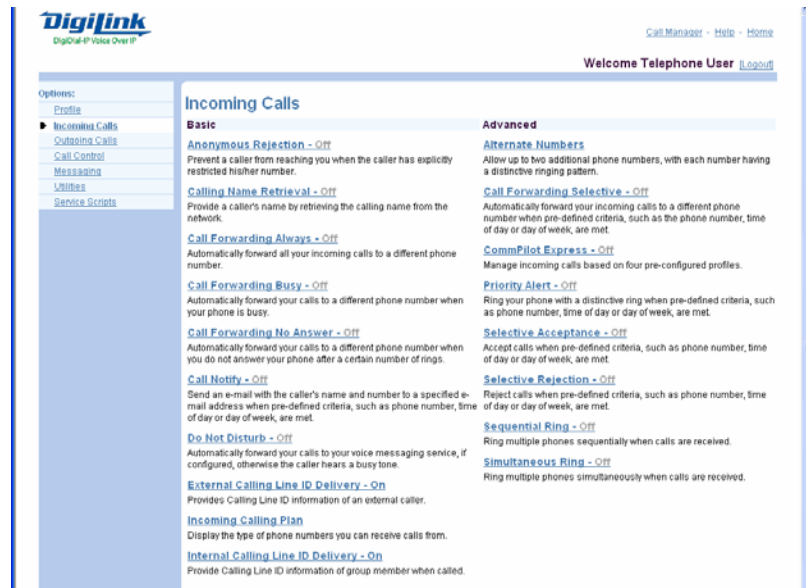 DigiLink
DigiDial-IP Voice Over IP
Call Manager - Help - Home
Welcome Telephone User [Logout]
Options:
Profile
Incoming Calls
Outgoing Calls
Call Control
Messaging
Utilities
Service Scripts
Incoming Calls
Basic
Anonymous Rejection - Off
Prevent a caller from reaching you when the caller has explicitly
restricted his/her number.
Calling Name Retrieval - Off
Provide a caller's name by retrieving the calling name from the
network.
Call Forwarding Always - Off
Automatically forward all your incoming calls to a different phone
number.
Call Forwarding Busy - Off
Automatically forward your calls to a different phone number when
your phone is busy.
Call Forwarding No Answer - Off
Automatically forward your calls to a different phone number when
you do not answer your phone after a certain number of rings.
Call Notify - Off
Send an e-mail with the caller's name and number to a specified e-
mail address when pre-defined criteria, such as phone number, time
of day or day of week, are met.
Do Not Disturb - Off
Automatically forward your calls to your voice messaging service, if
configured, otherwise the caller hears a busy tone.
External Calling Line ID Delivery - On
Provides Calling Line ID information of an external caller.
Incoming Calling Plan
Display the type of phone numbers you can receive calls from.
Internal Calling Line ID Delivery - On
Provide Calling Line ID information of group member when called.
Advanced
Alternate Numbers
Allow up to two additional phone numbers, with each number having
a distinctive ringing pattern.
Call Forwarding Selective - Off
Automatically forward your incoming calls to a different phone
number when pre-defined criteria, such as the phone number, time
of day or day of week, are met.
CommPilot Express - Off
Manage incoming calls based on four pre-configured profiles.
Priority Alert - Off
Ring your phone with a distinctive ring when pre-defined criteria, such
as phone number, time of day or day of week, are met.
Selective Acceptance - Off
Accept calls when pre-defined criteria, such as phone number, time
of day or day of week, are met.
Selective Rejection - Off
Reject calls when pre-defined criteria, such as phone number, time
of day or day of week, are met.
Sequential Ring - Off
Ring multiple phones sequentially when calls are received.
Simultaneous Ring - Off
Ring multiple phones simultaneously when calls are received.